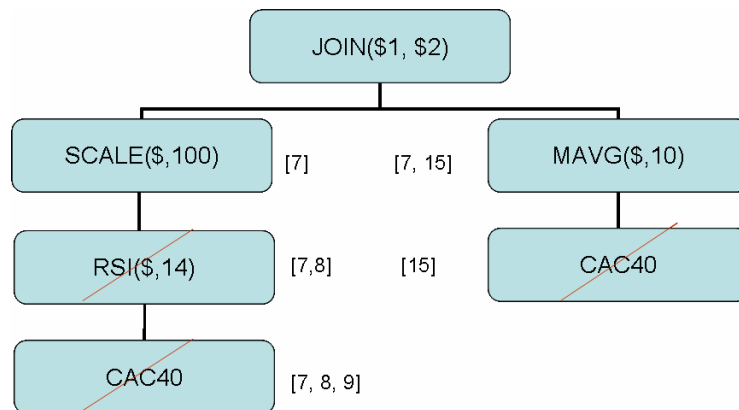 JOIN($1, $2)
SCALE($,100)
[7]
[7, 15]
MAVG($,10)
RSI($,14)
[7,8]
[15]
CAC40
CAC40
[7, 8, 9]